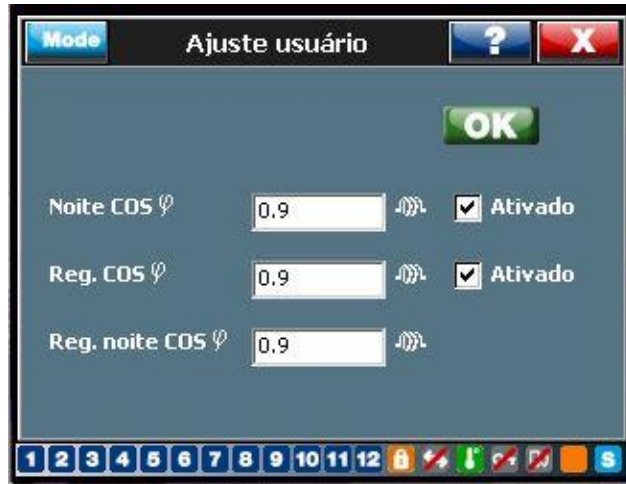 Mode Ajuste usuário ? X
OK
Noite COS φ 0.9 Ativado
Reg. COS φ 0.9 Ativado
Reg. noite COS φ 0.9
1 2 3 4 5 6 7 8 9 10 11 12 S